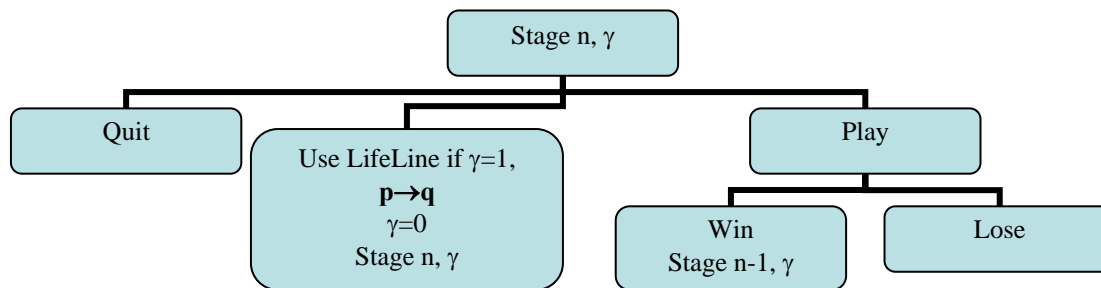 Stage n, γ
Quit
Use LifeLine if γ=1,
p→q
γ=0
Stage n, γ
Play
Win
Stage n-1, γ
Lose